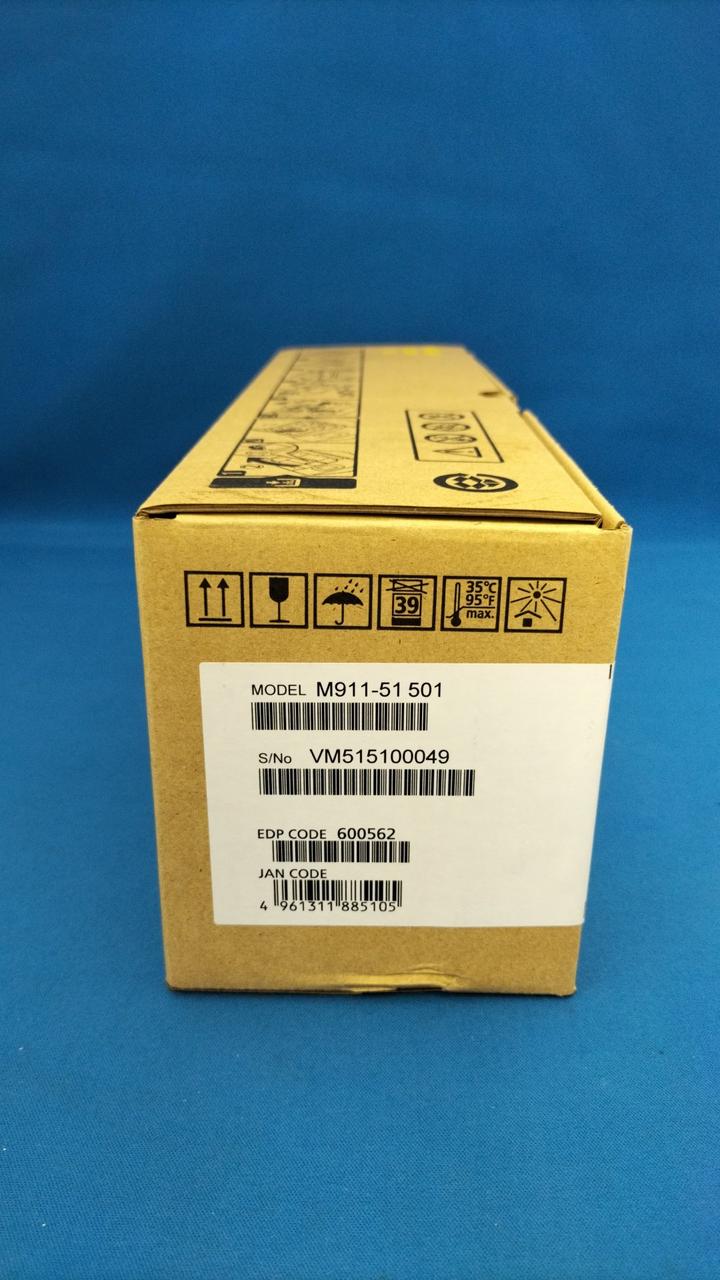 39
35℃
95°F
max.
MODEL M911-51 501
S/No VM515100049
EDP CODE 600562
JAN CODE
4 961311 885105